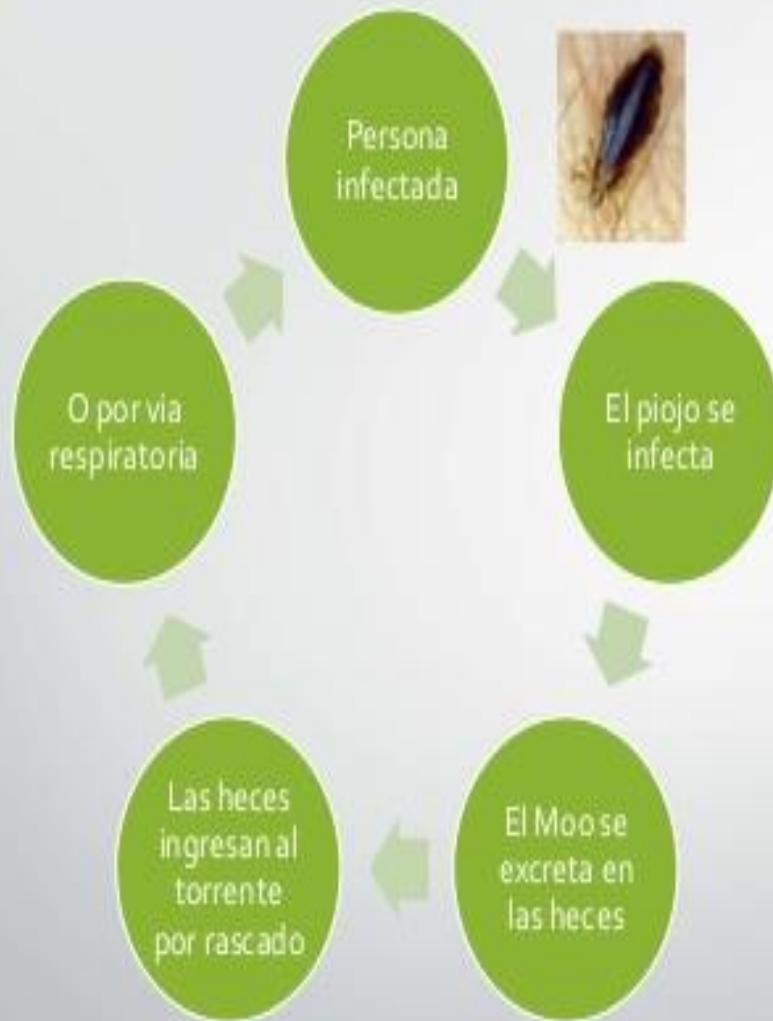 Persona
infectada
El piojo se
infecta
El Moo se
excreta en
las heces
Las heces
ingresan al
torrente
por rascado
O por via
respiratoria